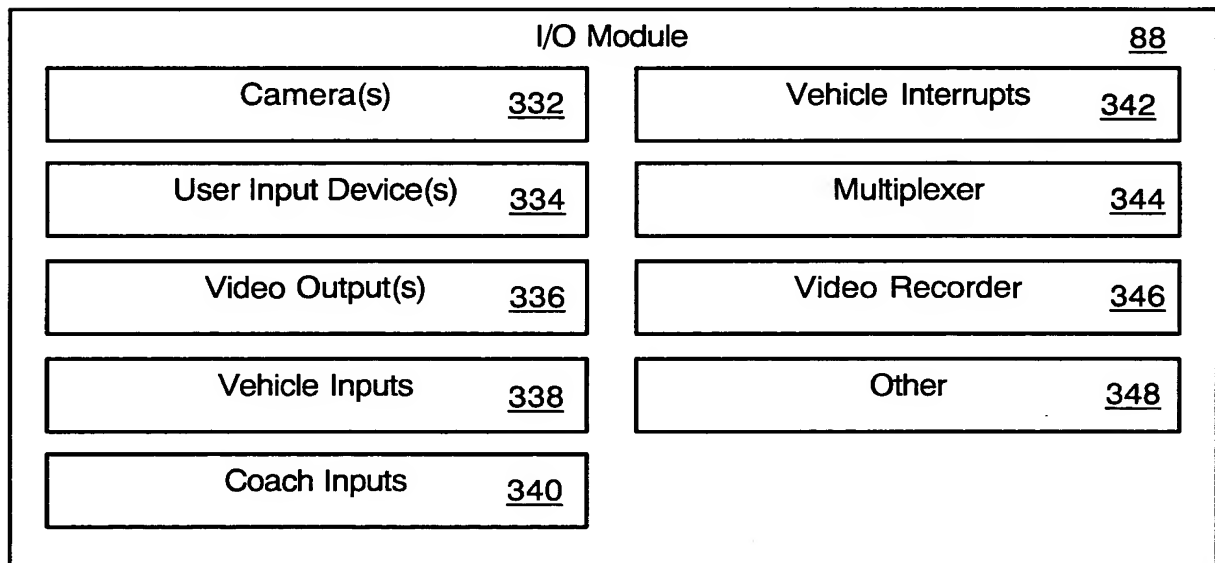 I/O Module 88
Camera(s) 332
User Input Device(s) 334
Video Output(s) 336
Vehicle Inputs 338
Coach Inputs 340
Vehicle Interrupts 342
Multiplexer 344
Video Recorder 346
Other 348